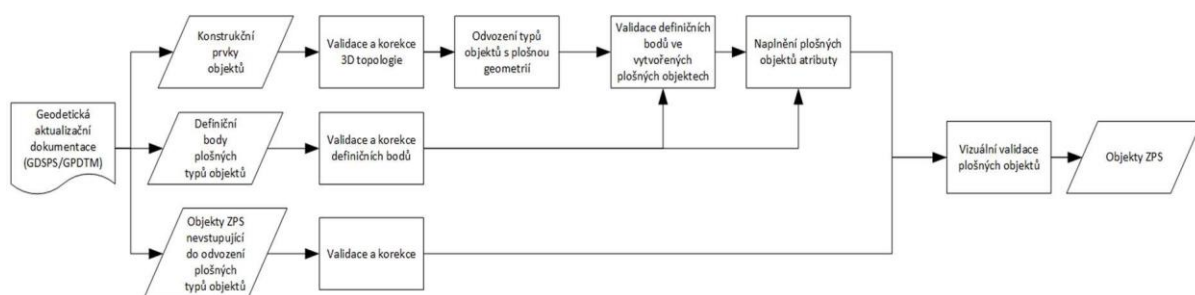 Konstrukční
prvky
objektů
Validace a korekce
3D topologie
Odvození typů
objektů s plošnou
geometrií
Validace definičních
bodů ve
vytvořených
plošných objektech
Naplnění plošných
objektů atributy
Geodetická
aktualizační
dokumentace
(GDSPS/GPDTM)
Definiční
body
plošných
typů objektů
Validace a korekce
definičních bodů
Vizuální validace
plošných objektů
Objekty ZPS
Objekty ZPS
nevstupující
do odvození
plošných
typů objektů
Validace a korekce